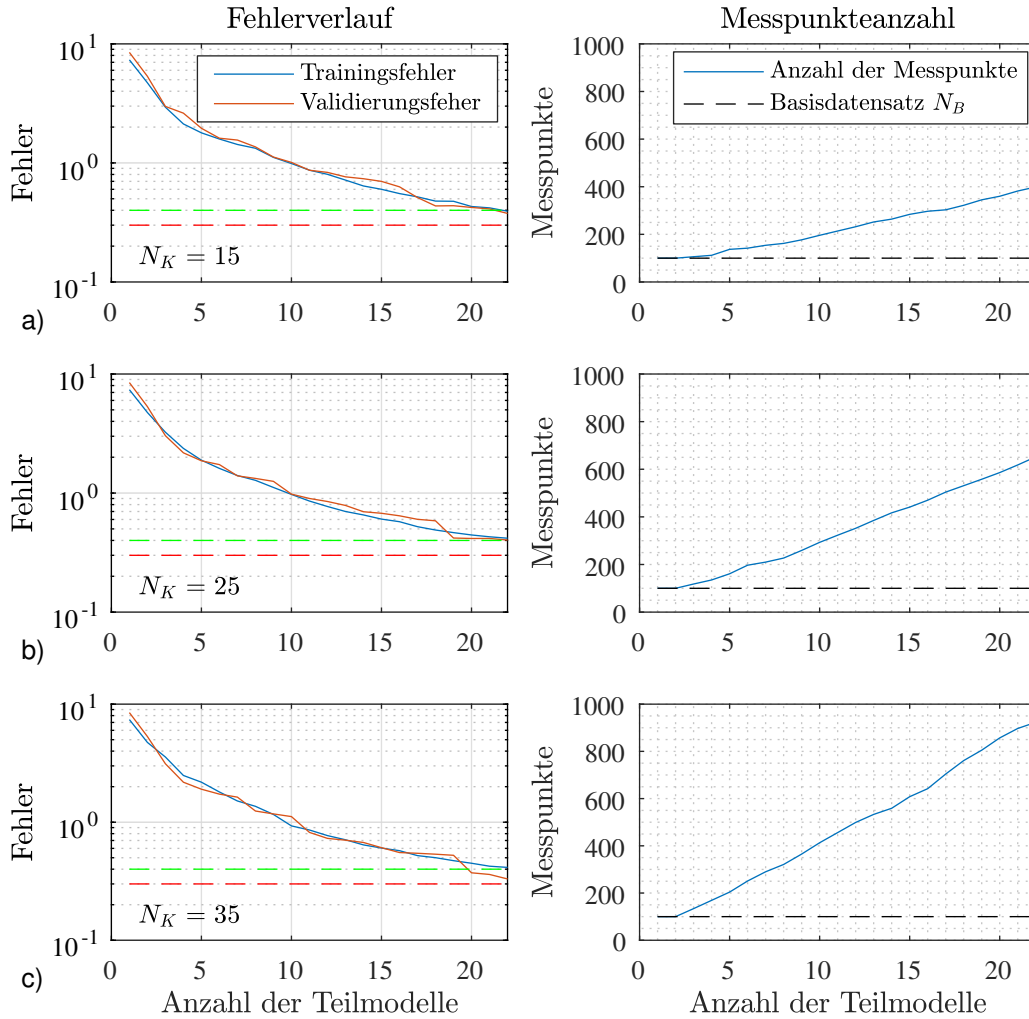 Fehlerverlauf
Messpunkteanzahl
10^1
10^0
10^-1
Fehler
Trainingsfehler
Validierungsfeher
N_K = 15
0 5 10 15 20
a)
1000
800
600
400
200
0
Messpunkte
Anzahl der Messpunkte
Basisdatensatz N_B
0 5 10 15 20
10^1
10^0
10^-1
Fehler
N_K = 25
0 5 10 15 20
b)
1000
800
600
400
200
0
Messpunkte
0 5 10 15 20
10^1
10^0
10^-1
Fehler
N_K = 35
0 5 10 15 20
c)
Anzahl der Teilmodelle
1000
800
600
400
200
0
Messpunkte
0 5 10 15 20
Anzahl der Teilmodelle